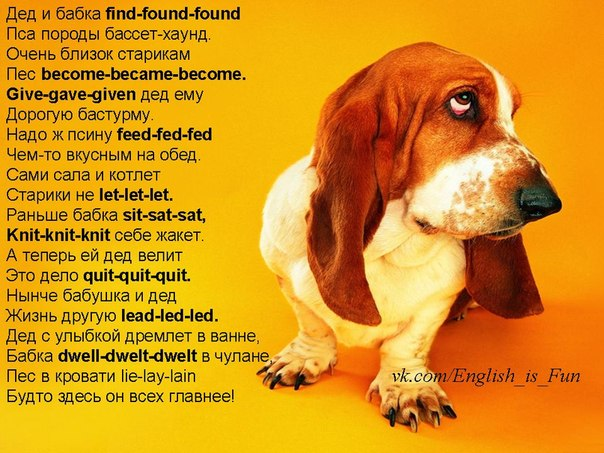 Дед и бабка find-found-found
Пса породы бассет-хаунд.
Очень близок старикам
Пес become-became-become.
Give-gave-given дед ему
Дорогую бастурму.
Надо ж псину feed-fed-fed
Чем-то вкусным на обед.
Сами сала и котлет
Старики не let-let-let.
Раньше бабка sit-sat-sat,
Knit-knit-knit себе жакет.
А теперь ей дед велит
Это дело quit-quit-quit.
Нынче бабушка и дед
Жизнь другую lead-led-led.
Дед с улыбкой дремлет в ванне,
Бабка dwell-dwelt-dwelt в чулане,
Пес в кровати lie-lay-lain
Будто здесь он всех главнее!
vk.com/English_is_Fun